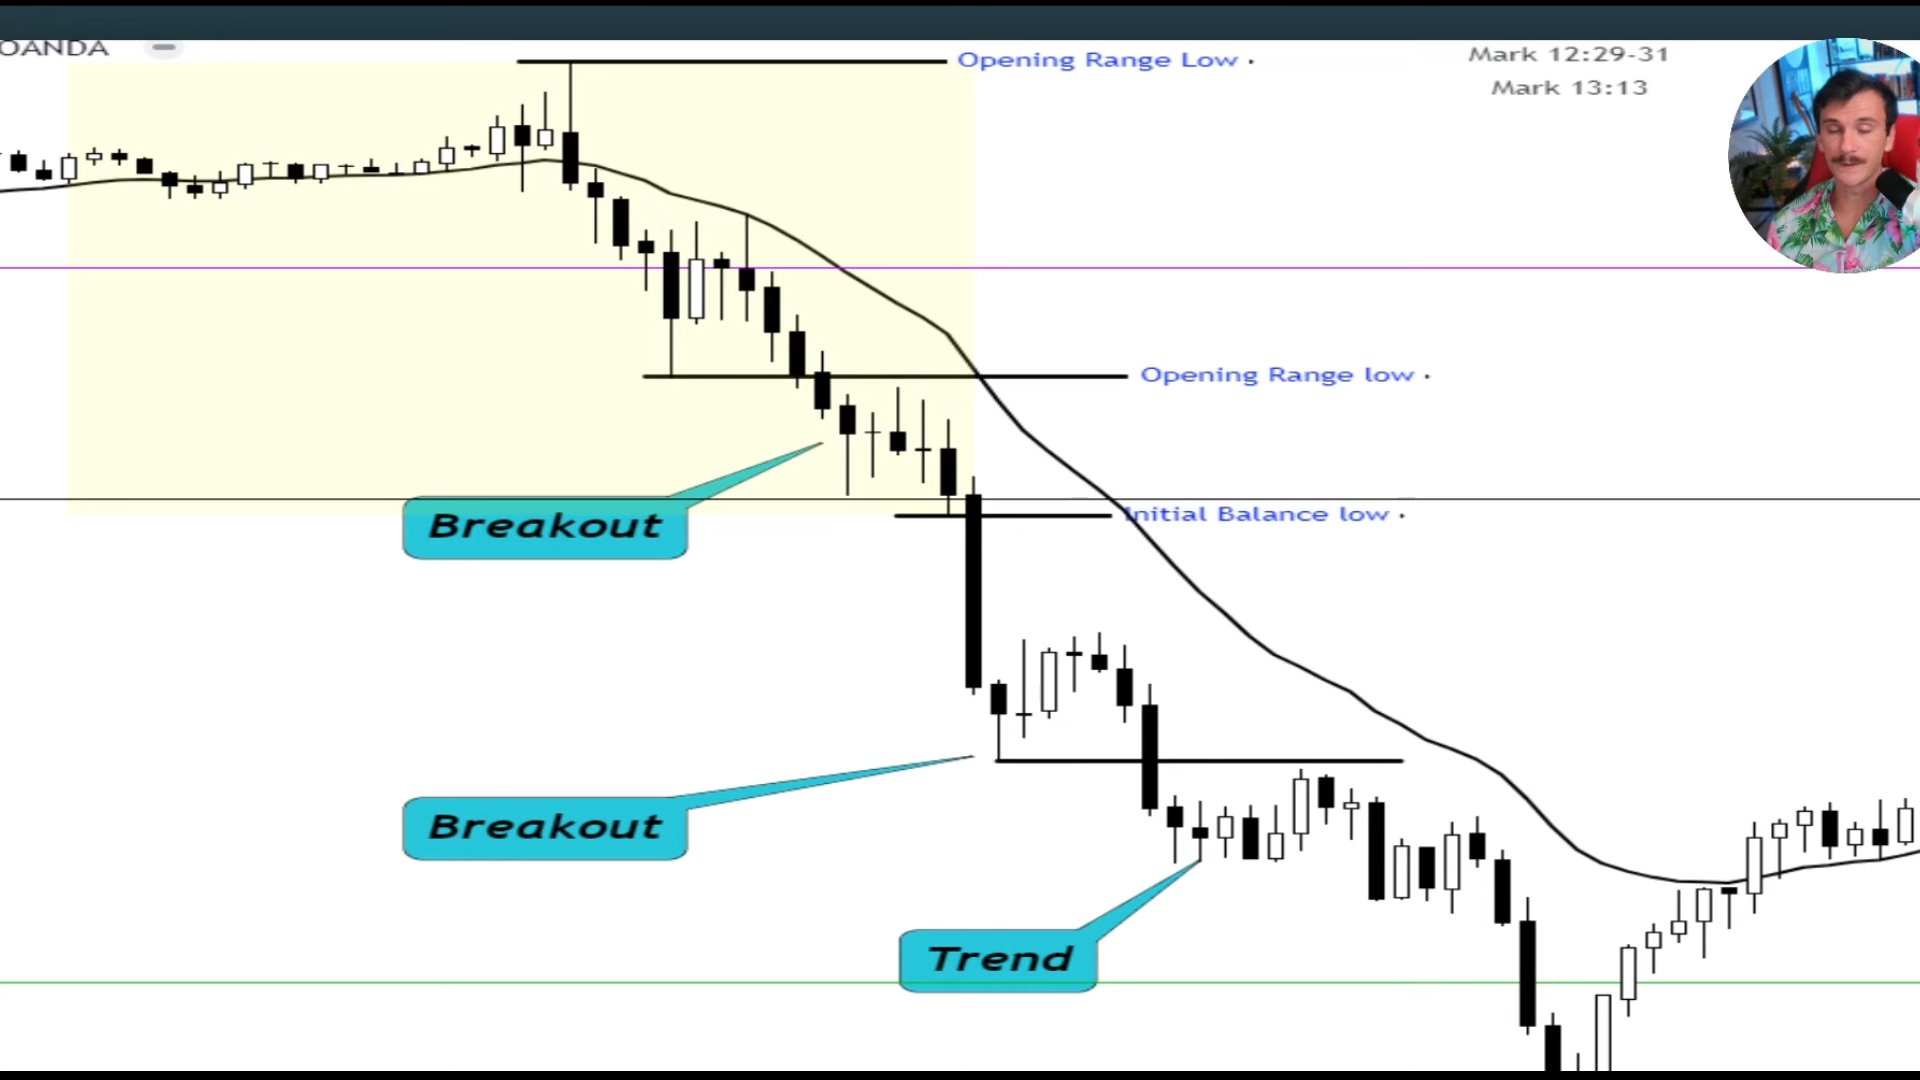 OANDA
Opening Range Low
Mark 12:29-31
Mark 13:13
Opening Range low
Initial Balance low
Breakout
Breakout
Trend